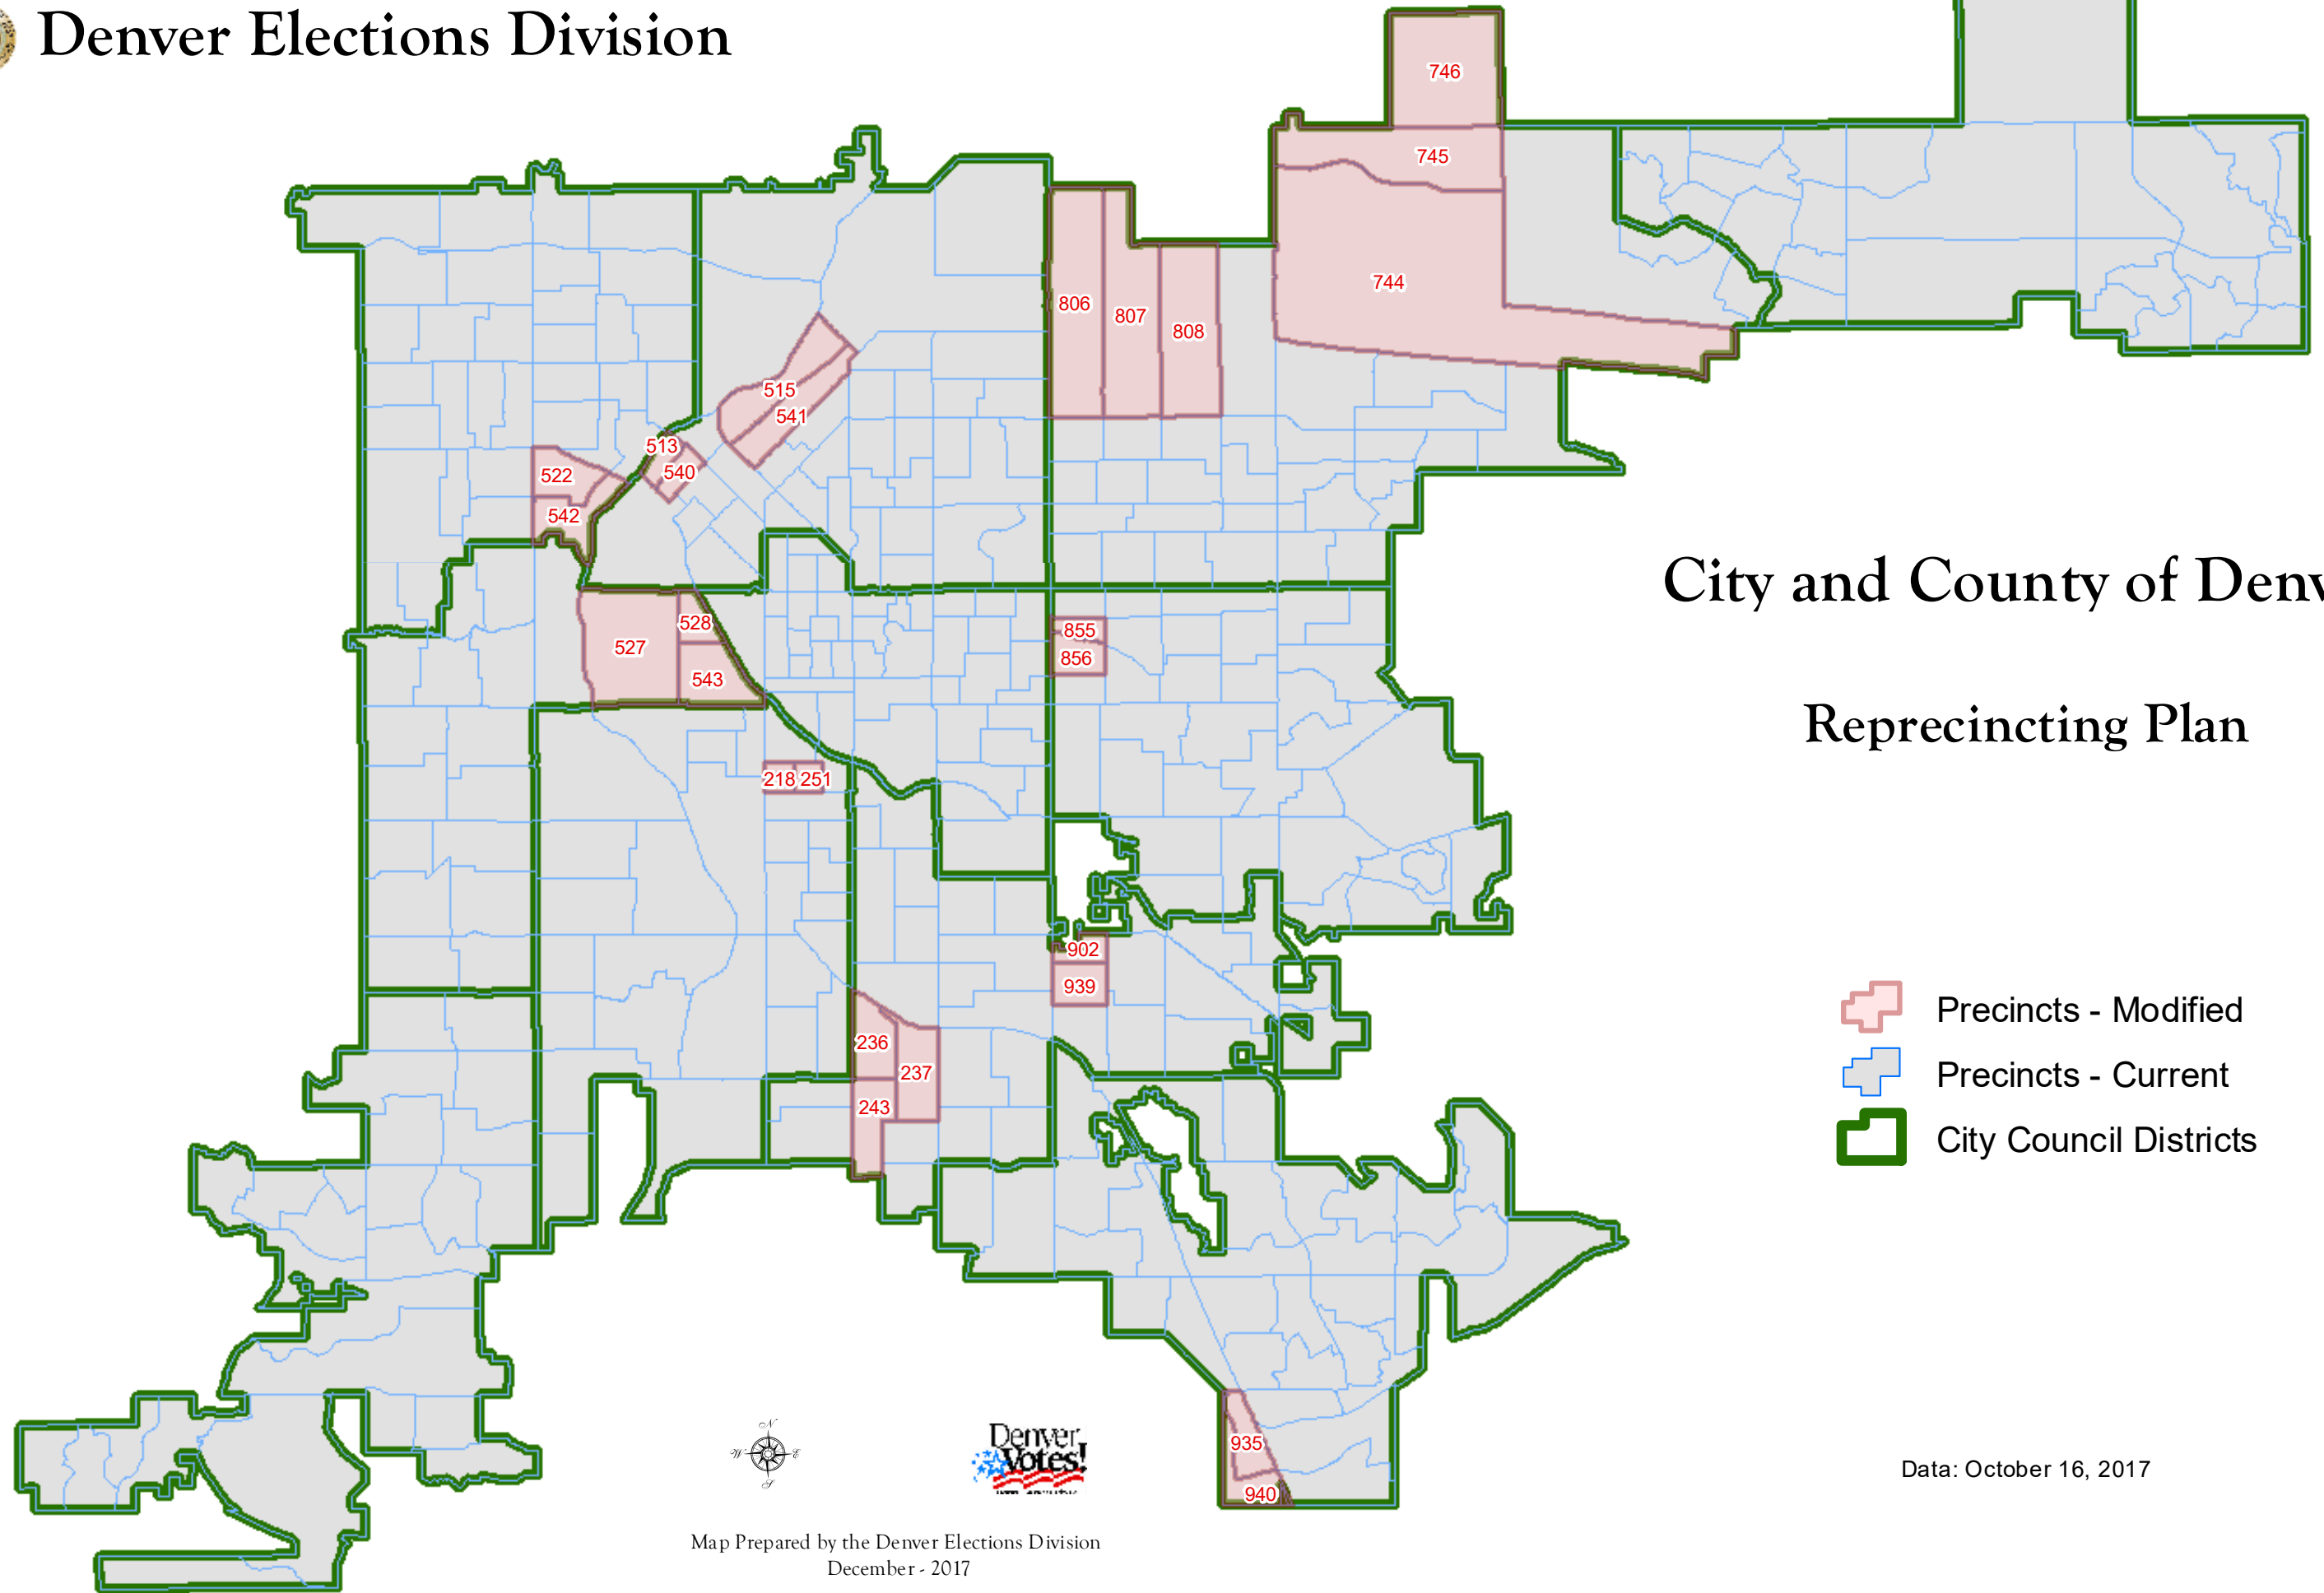 Denver Elections Division
746
745
744
806
807
808
515
541
513
540
522
542
527
528
543
855
856
218
251
902
939
236
237
243
935
940
City and County of Denv
Reprecincting Plan
Precincts - Modified
Precincts - Current
City Council Districts
N
W
E
S
Denver
Votes!
Data: October 16, 2017
Map Prepared by the Denver Elections Division
December - 2017